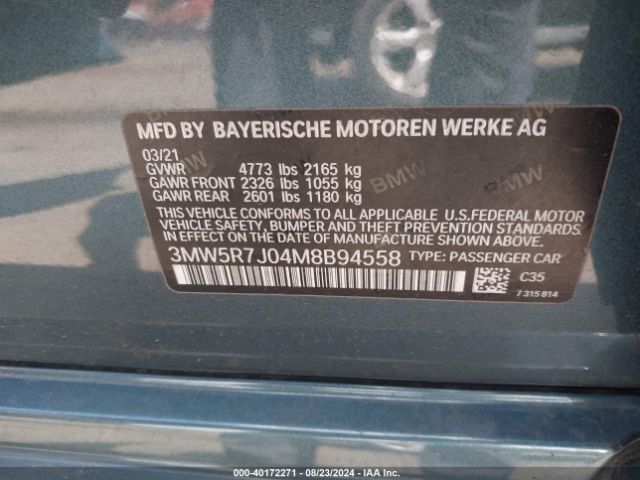 MFD BY BAYERISCHE MOTOREN WERKE AG
03/21
GVWR 4773 lbs 2165 kg
GAWR FRONT 2326 lbs 1055 kg
GAWR REAR 2601 lbs 1180 kg
THIS VEHICLE CONFORMS TO ALL APPLICABLE U.S.FEDERAL MOTOR
VEHICLE SAFETY, BUMPER AND THEFT PREVENTION STANDARDS
IN EFFECT ON THE DATE OF MANUFACTURE SHOWN ABOVE.
3MW5R7J04M8B94558 TYPE: PASSENGER CAR
C35
7315814
BMW
BMW
000-40172271 - 08/23/2024 - IAA Inc.